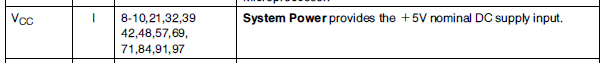 Microprocessor.
VCC I 8-10,21,32,39 System Power provides the +5V nominal DC supply input.
42,48,57,69,
71,84,91,97